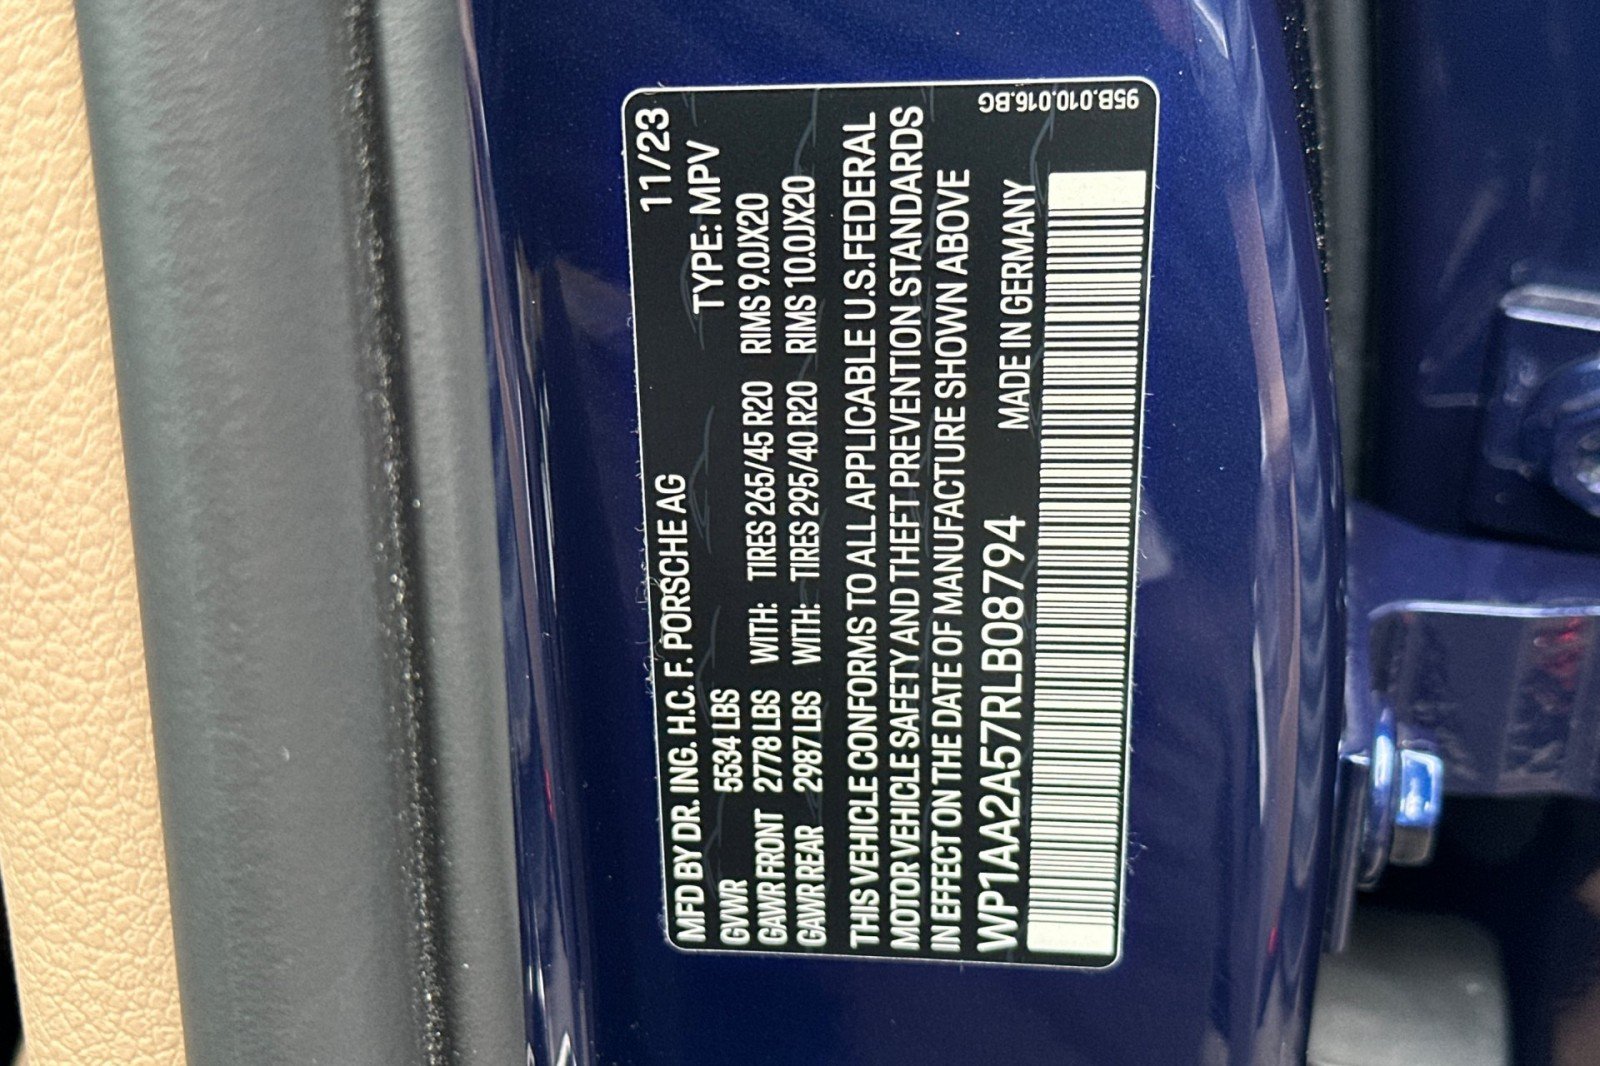 MFD BY DR. ING. H.C. F. PORSCHE AG 11/23
TYPE: MPV
GVWR 5534 LBS
GAWR FRONT 2778 LBS WITH: TIRES 265/45 R20 RIMS 9.0JX20
GAWR REAR 2987 LBS WITH: TIRES 295/40 R20 RIMS 10.0JX20
THIS VEHICLE CONFORMS TO ALL APPLICABLE U.S.FEDERAL
MOTOR VEHICLE SAFETY AND THEFT PREVENTION STANDARDS
IN EFFECT ON THE DATE OF MANUFACTURE SHOWN ABOVE
WP1AA2A57RLB08794 MADE IN GERMANY
95B.010.016.BG